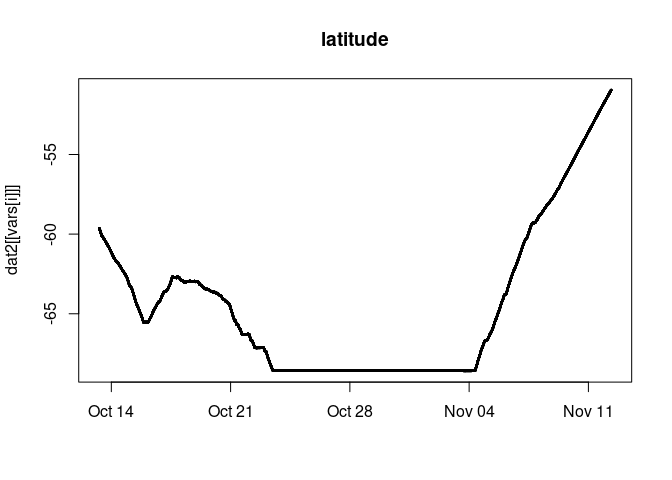 latitude
dat2[[vars[i]]]
-55
-60
-65
Oct 14
Oct 21
Oct 28
Nov 04
Nov 11